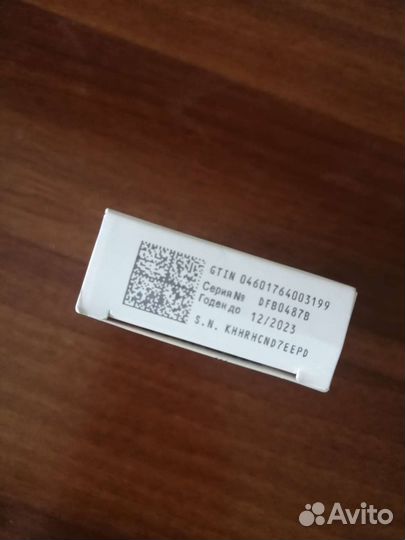 GTIN 04601764003199
Серия № DFB0487B
Годен до 12/2023
S.N. KHHRHCND7EEPD
Avito